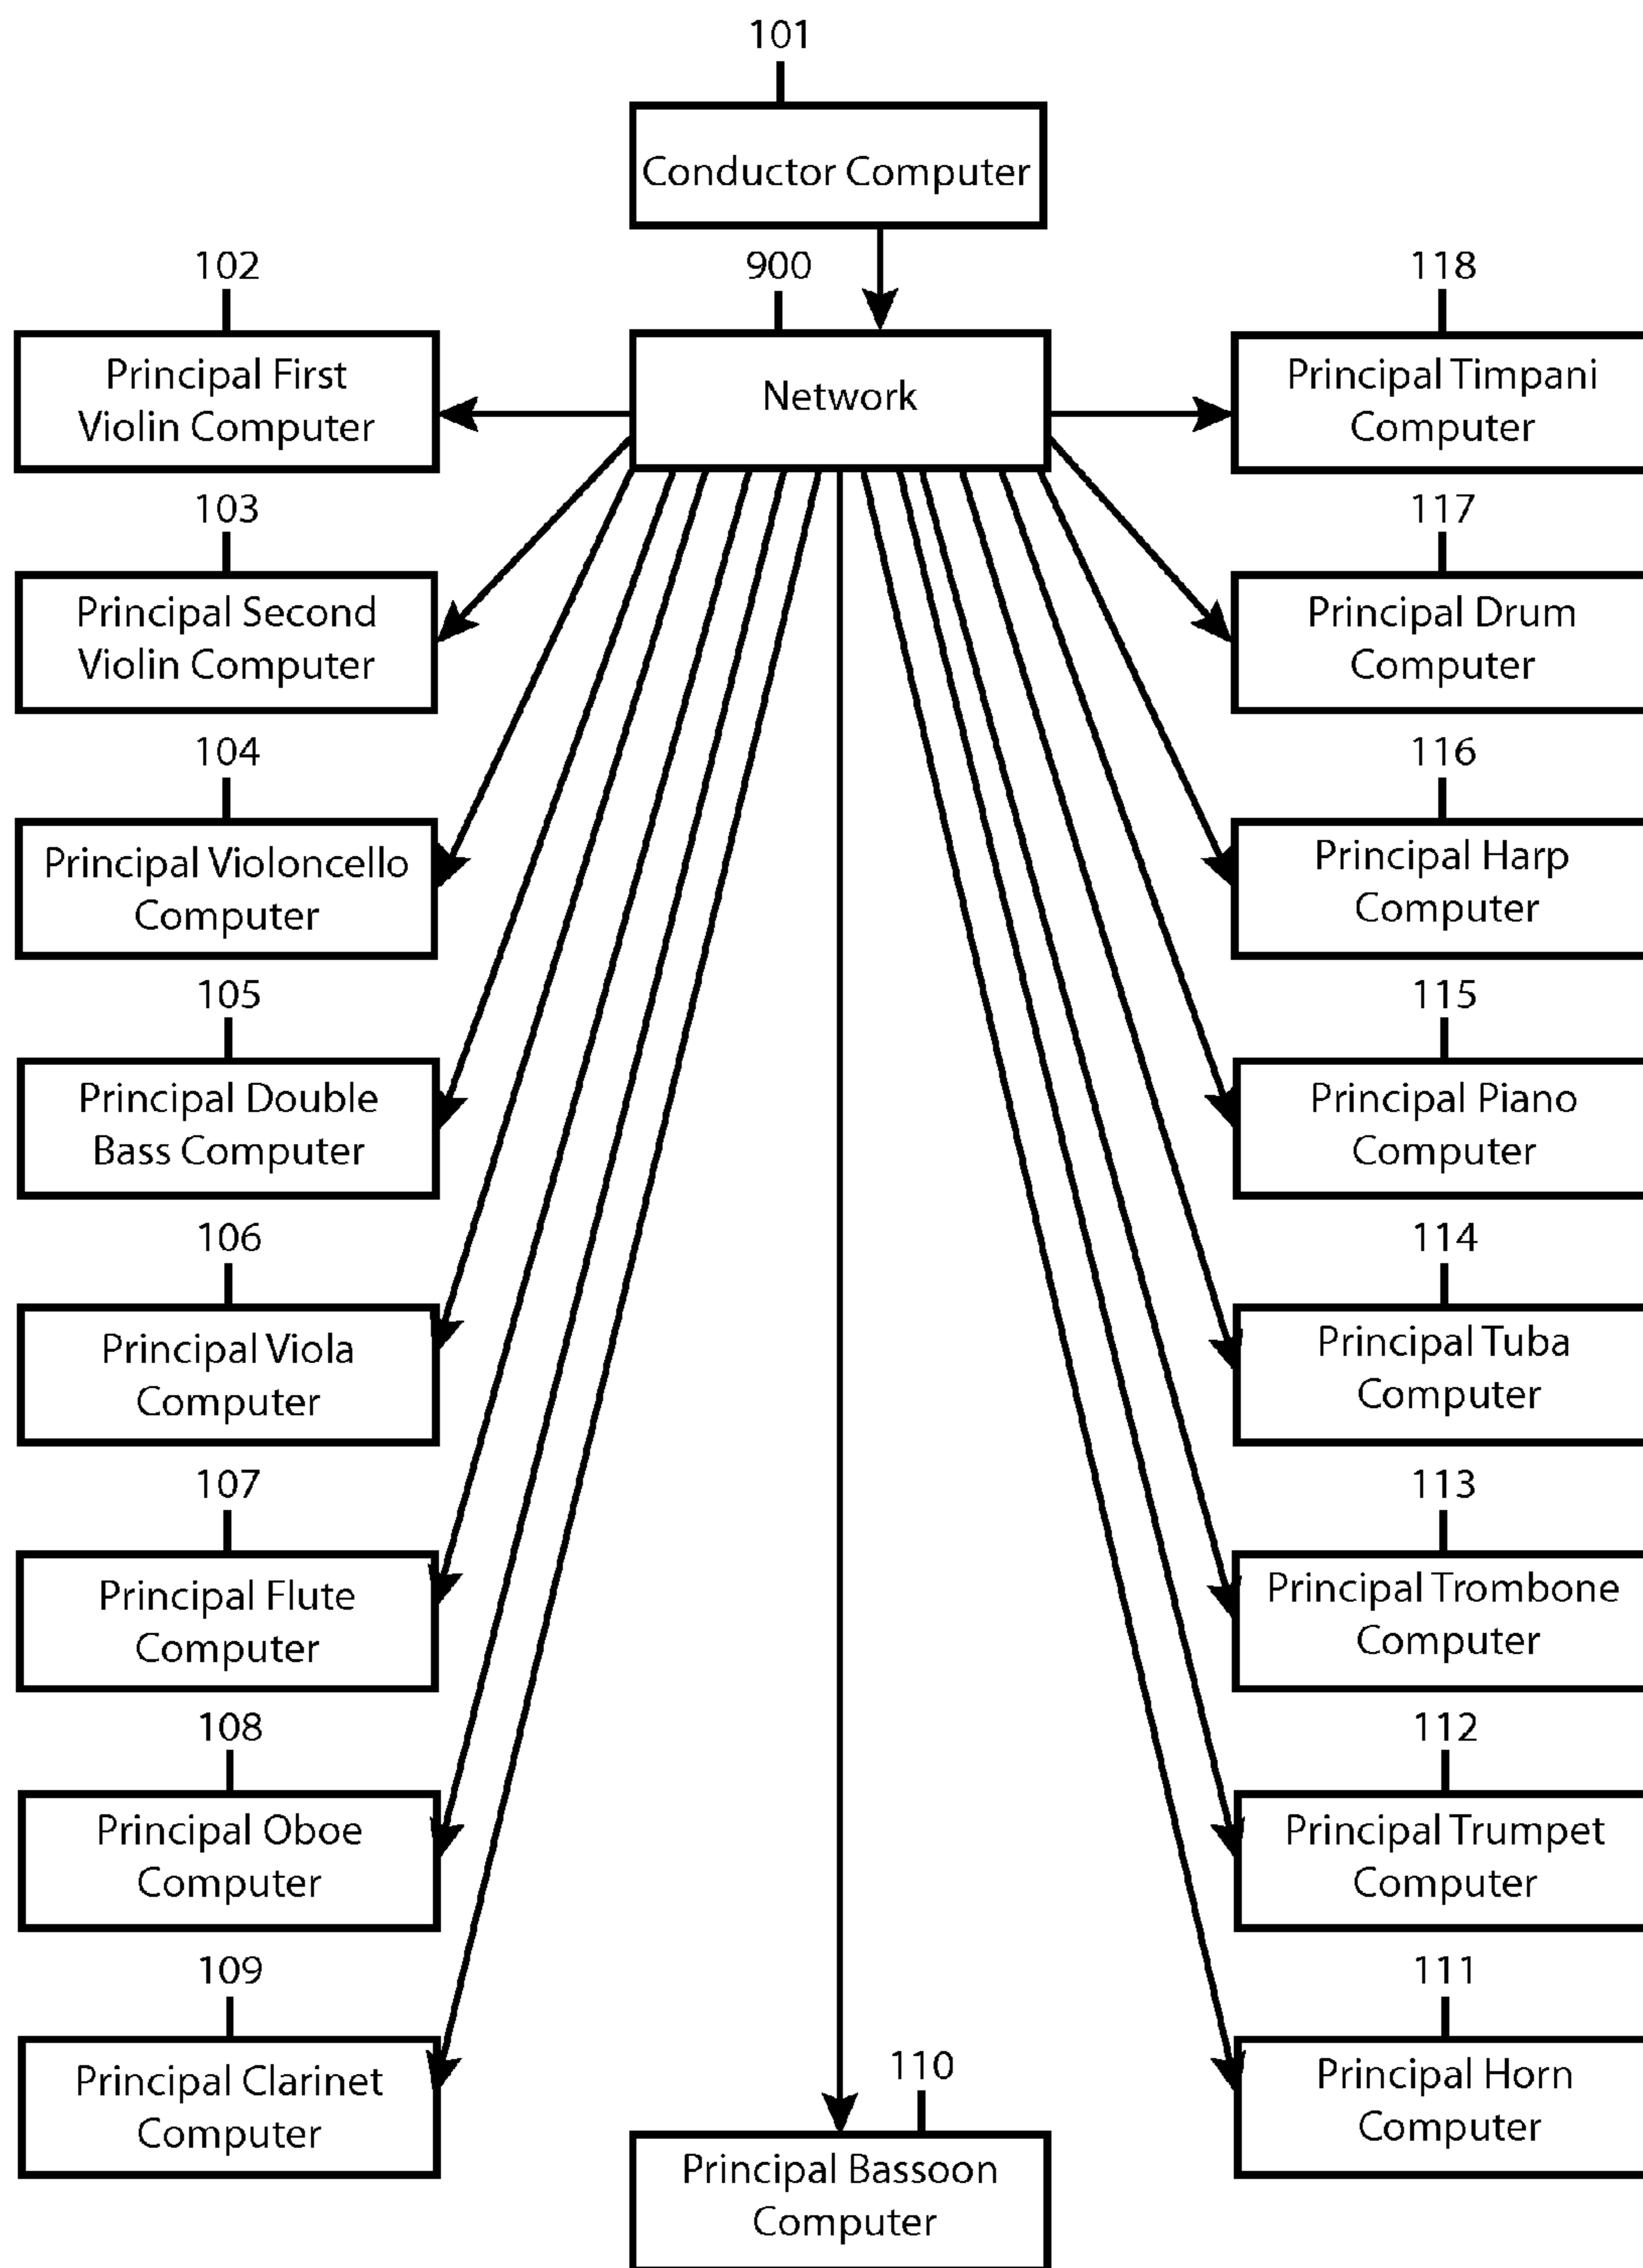 101
Conductor Computer
102
900
118
Principal First
Violin Computer
Network
Principal Timpani
Computer
103
117
Principal Second
Violin Computer
Principal Drum
Computer
104
116
Principal Violoncello
Computer
Principal Harp
Computer
105
115
Principal Double
Bass Computer
Principal Piano
Computer
106
114
Principal Viola
Computer
Principal Tuba
Computer
107
113
Principal Flute
Computer
Principal Trombone
Computer
108
112
Principal Oboe
Computer
Principal Trumpet
Computer
109
111
Principal Clarinet
Computer
Principal Horn
Computer
110
Principal Bassoon
Computer